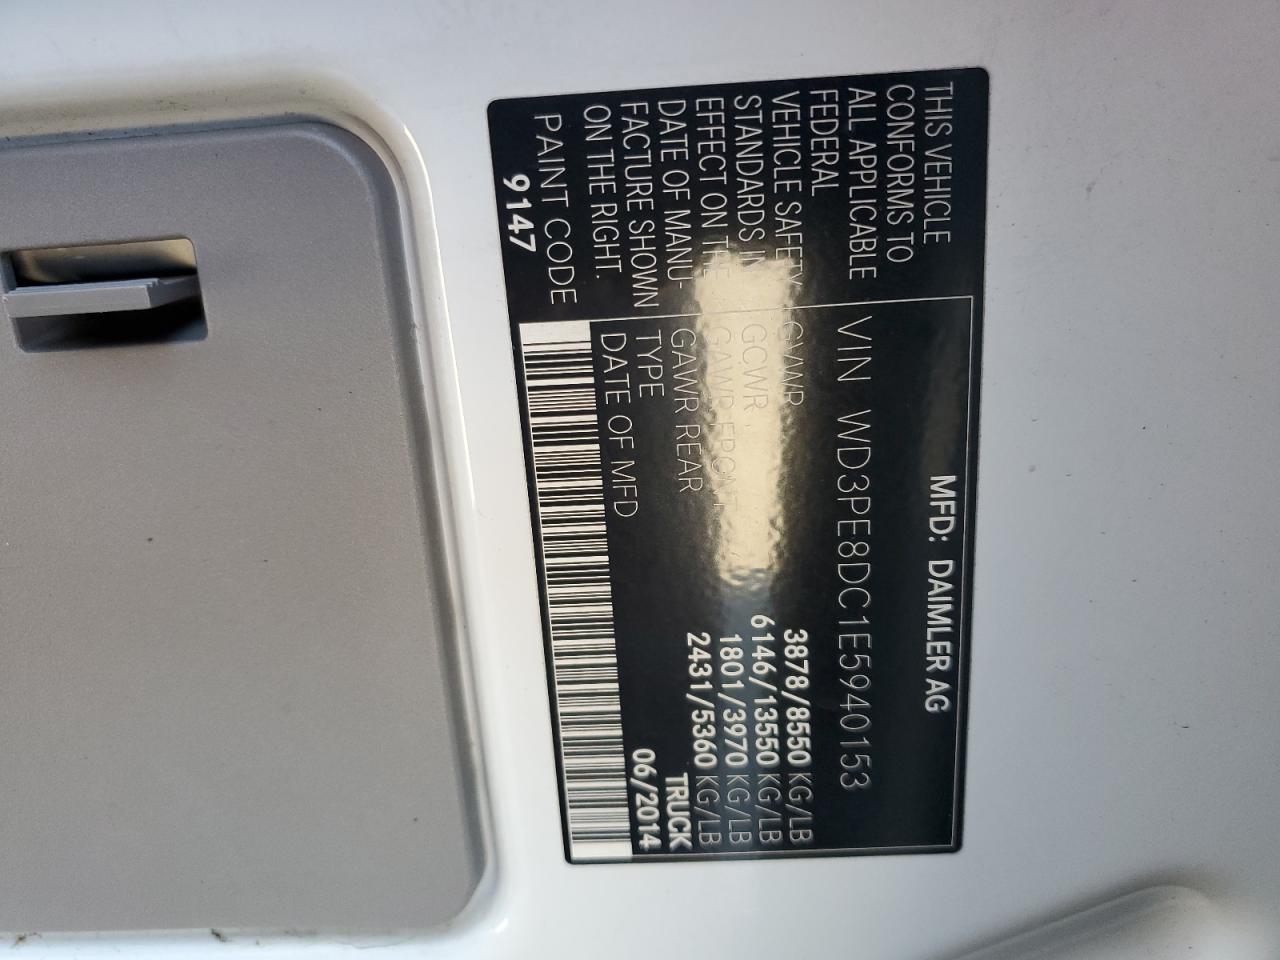 THIS VEHICLE
CONFORMS TO
ALL APPLICABLE
FEDERAL
VEHICLE SAFETY
STANDARDS IN
EFFECT ON THE
DATE OF MANU-
FACTURE SHOWN
ON THE RIGHT.
PAINT CODE
9147
MFD: DAIMLER AG
VIN WD3PE8DC1E5940153
GVWR 3878/8550 KG/LB
GCWR 6146/13550 KG/LB
GAWR FRONT 1801/3970 KG/LB
GAWR REAR 2431/5360 KG/LB
TYPE TRUCK
DATE OF MFD 06/2014